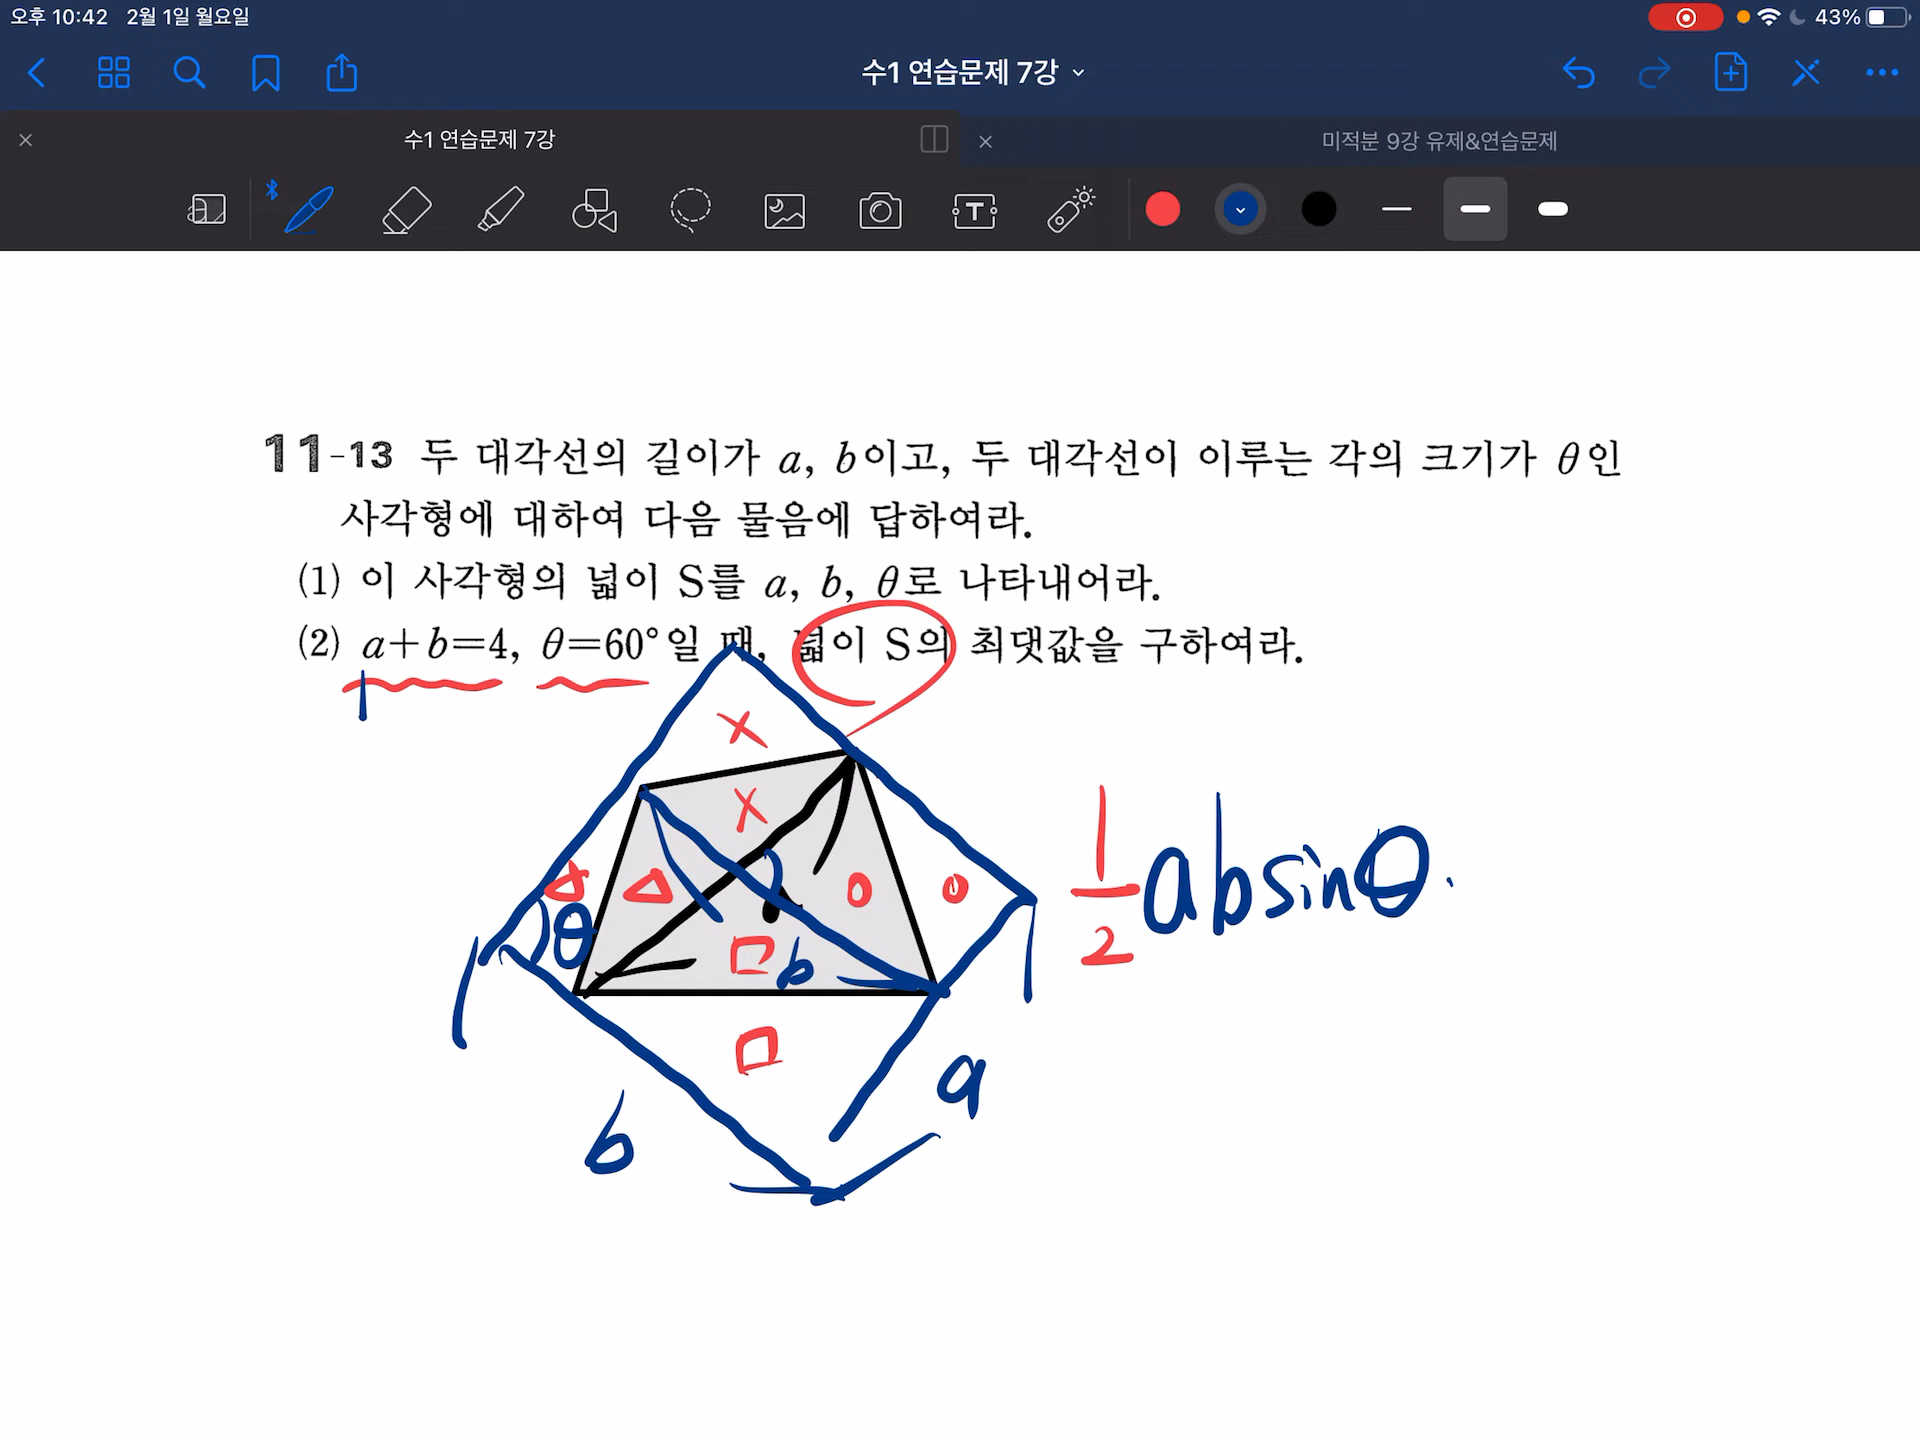 오후 10:42 2월 1일 월요일
43%
수1 연습문제 7강
수1 연습문제 7강
미적분 9강 유제&연습문제
T
11-13 두 대각선의 길이가 a, b이고, 두 대각선이 이루는 각의 크기가 θ인
사각형에 대하여 다음 물음에 답하여라.
(1) 이 사각형의 넓이 S를 a, b, θ로 나타내어라.
(2) a+b=4, θ=60°일 때, 넓이 S의 최댓값을 구하여라.
1/2 ab sinθ.
θ
b
a
b